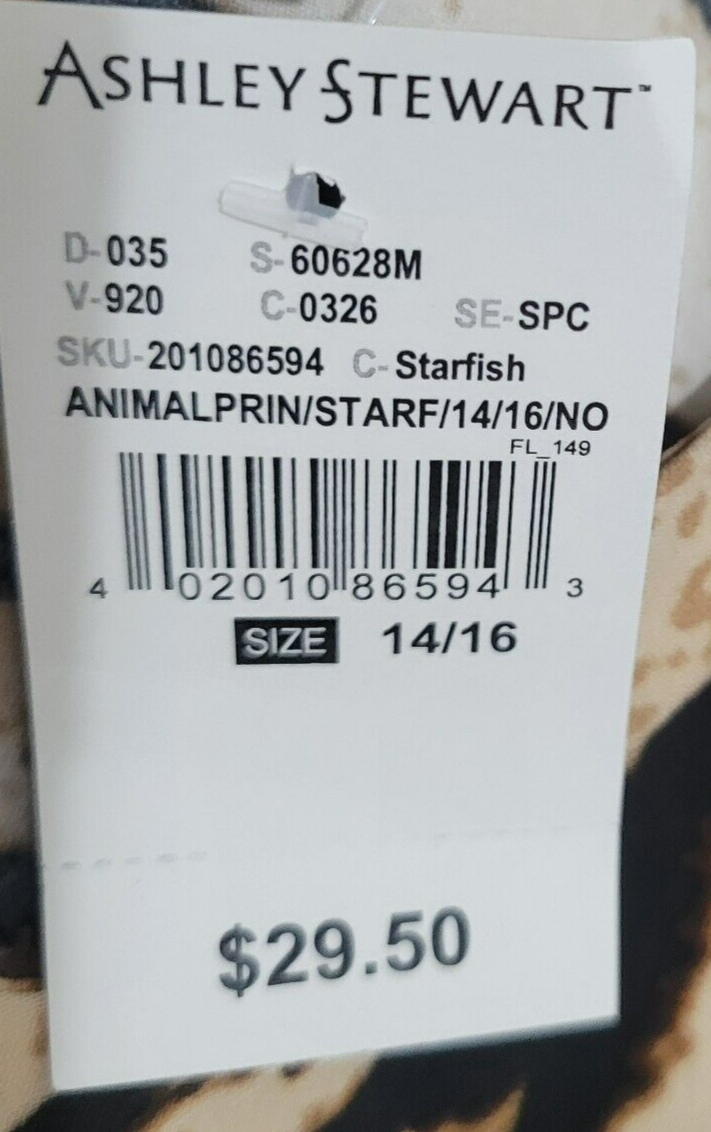 ASHLEY STEWART™
D-035 S-60628M
V-920 C-0326 SE-SPC
SKU-201086594 C-Starfish
ANIMALPRIN/STARF/14/16/NO
FL_149
4 02010 86594 3
SIZE 14/16
$29.50